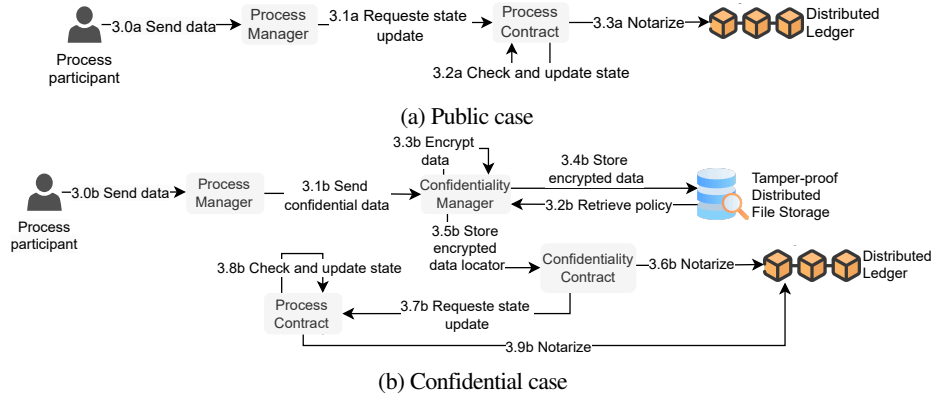 3.0a Send data
Process
Manager
3.1a Requeste state
update
Process
Contract
3.3a Notarize
Distributed
Ledger
Process
participant
3.2a Check and update state
(a) Public case
3.3b Encrypt
data
3.0b Send data
Process
Manager
3.1b Send
confidential data
Confidentiality
Manager
3.4b Store
encrypted data
3.2b Retrieve policy
Tamper-proof
Distributed
File Storage
Process
participant
3.5b Store
encrypted
data locator
Confidentiality
Contract
3.6b Notarize
Distributed
Ledger
3.8b Check and update state
Process
Contract
3.7b Requeste state
update
3.9b Notarize
(b) Confidential case